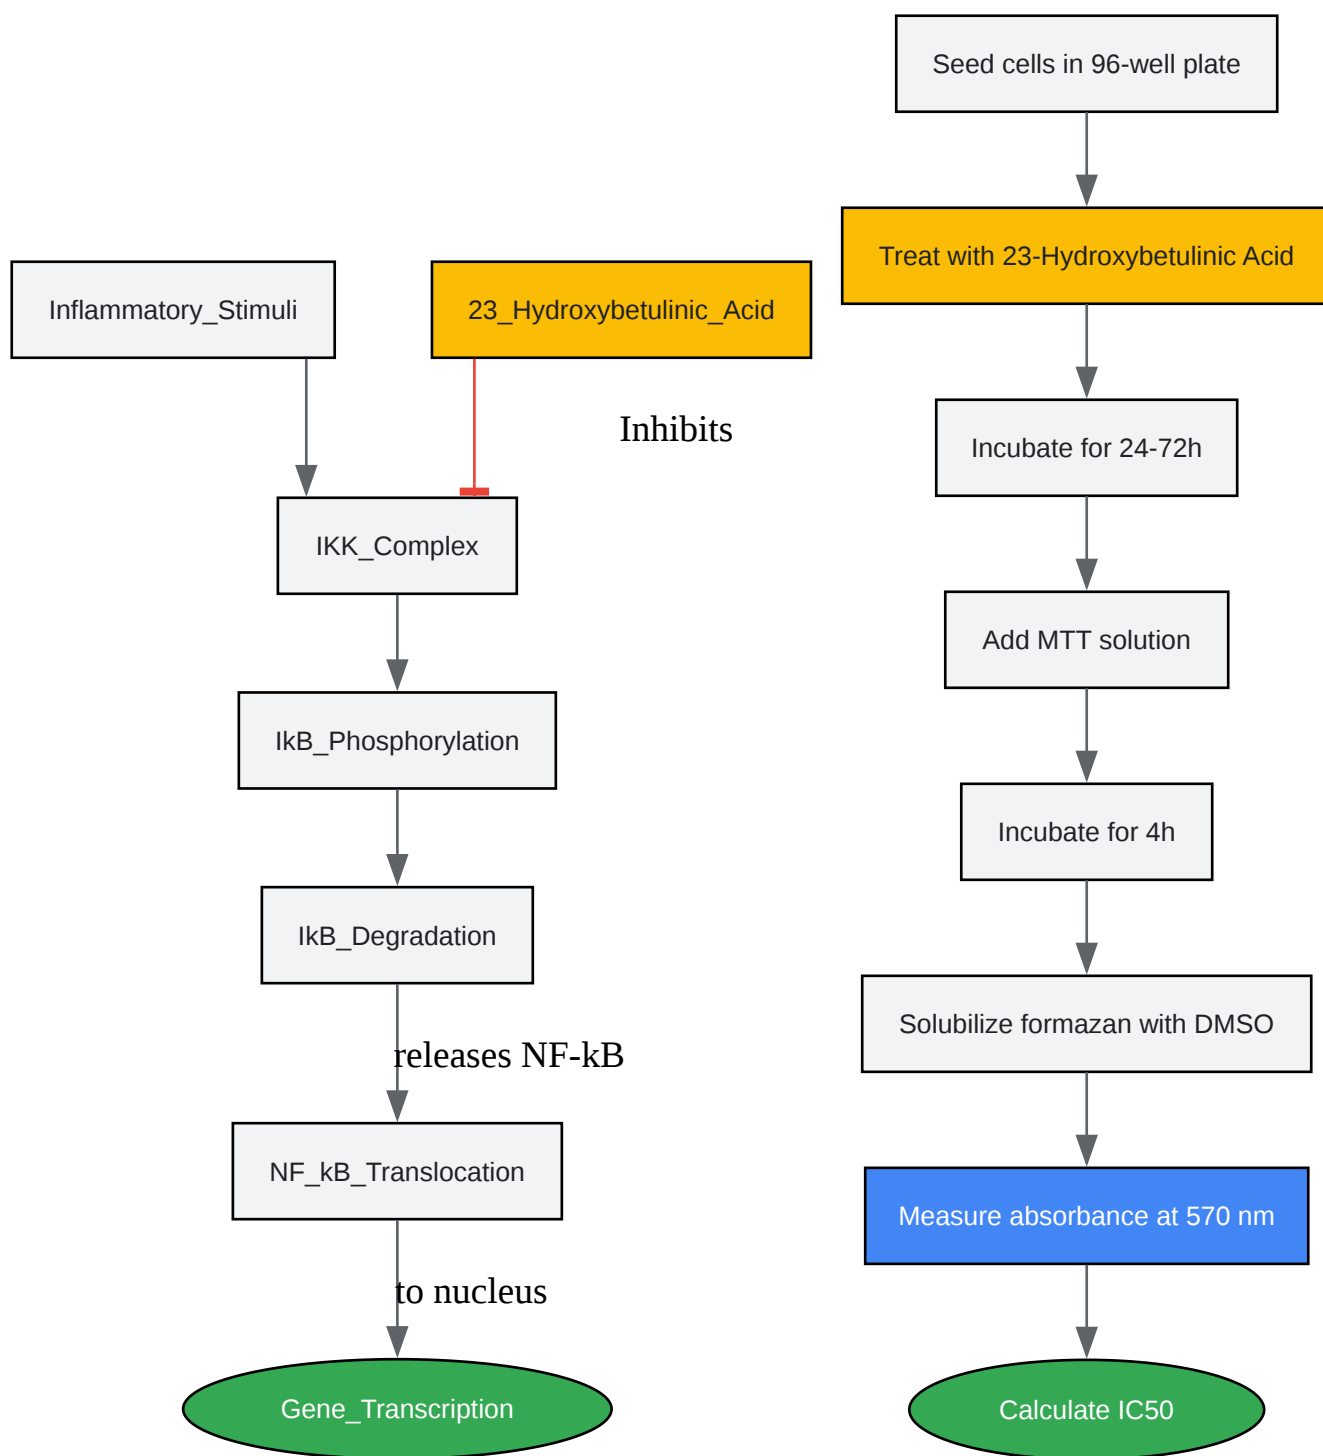 Inflammatory_Stimuli
23_Hydroxybetulinic_Acid
Inhibits
IKK_Complex
IkB_Phosphorylation
IkB_Degradation
releases NF-kB
NF_kB_Translocation
to nucleus
Gene_Transcription
Seed cells in 96-well plate
Treat with 23-Hydroxybetulinic Acid
Incubate for 24-72h
Add MTT solution
Incubate for 4h
Solubilize formazan with DMSO
Measure absorbance at 570 nm
Calculate IC50